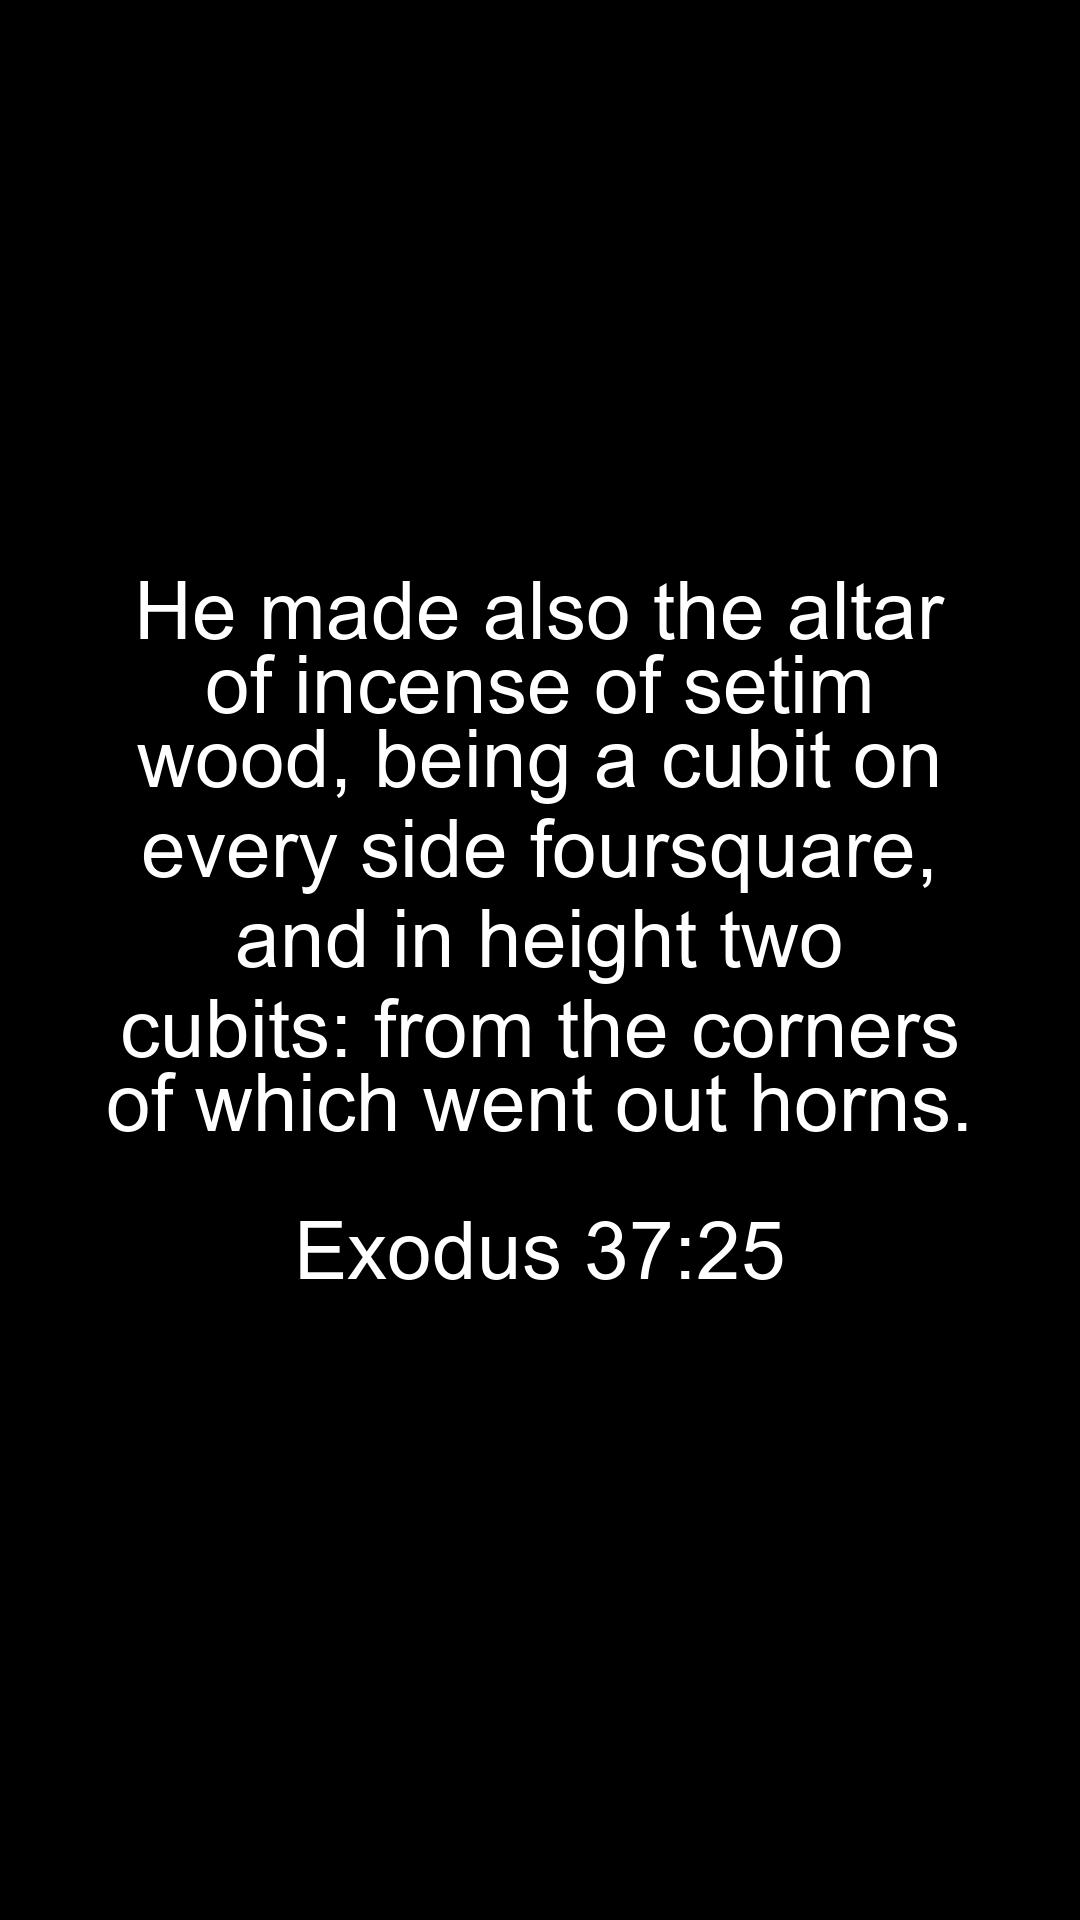 He made also the altar
of incense of setim
wood, being a cubit on
every side foursquare,
and in height two
cubits: from the corners
of which went out horns.
Exodus 37:25